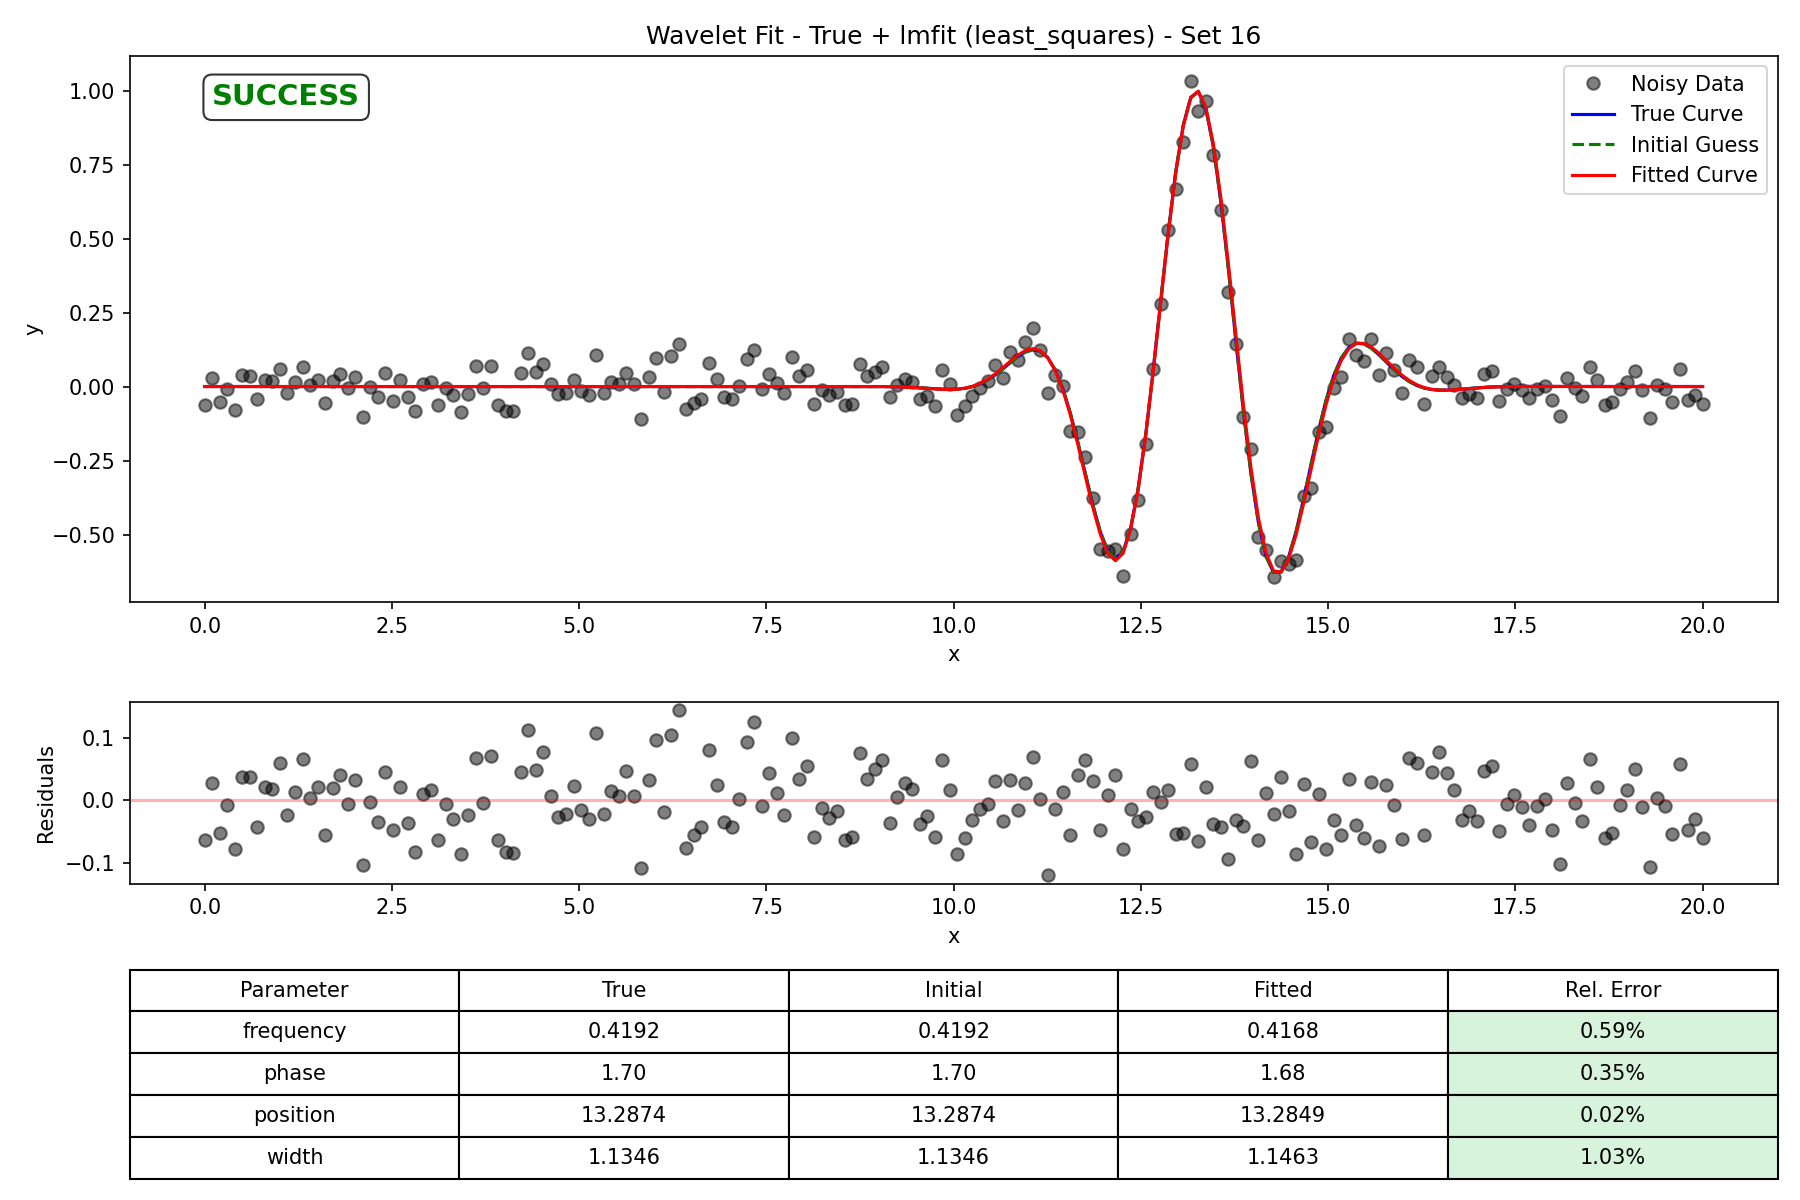 Wavelet Fit - True + lmfit (least_squares) - Set 16
SUCCESS
Noisy Data
True Curve
Initial Guess
Fitted Curve
1.00
0.75
0.50
0.25
0.00
−0.25
−0.50
y
0.0 2.5 5.0 7.5 10.0 12.5 15.0 17.5 20.0
x
0.1
0.0
−0.1
Residuals
0.0 2.5 5.0 7.5 10.0 12.5 15.0 17.5 20.0
x
Parameter True Initial Fitted Rel. Error
frequency 0.4192 0.4192 0.4168 0.59%
phase 1.70 1.70 1.68 0.35%
position 13.2874 13.2874 13.2849 0.02%
width 1.1346 1.1346 1.1463 1.03%